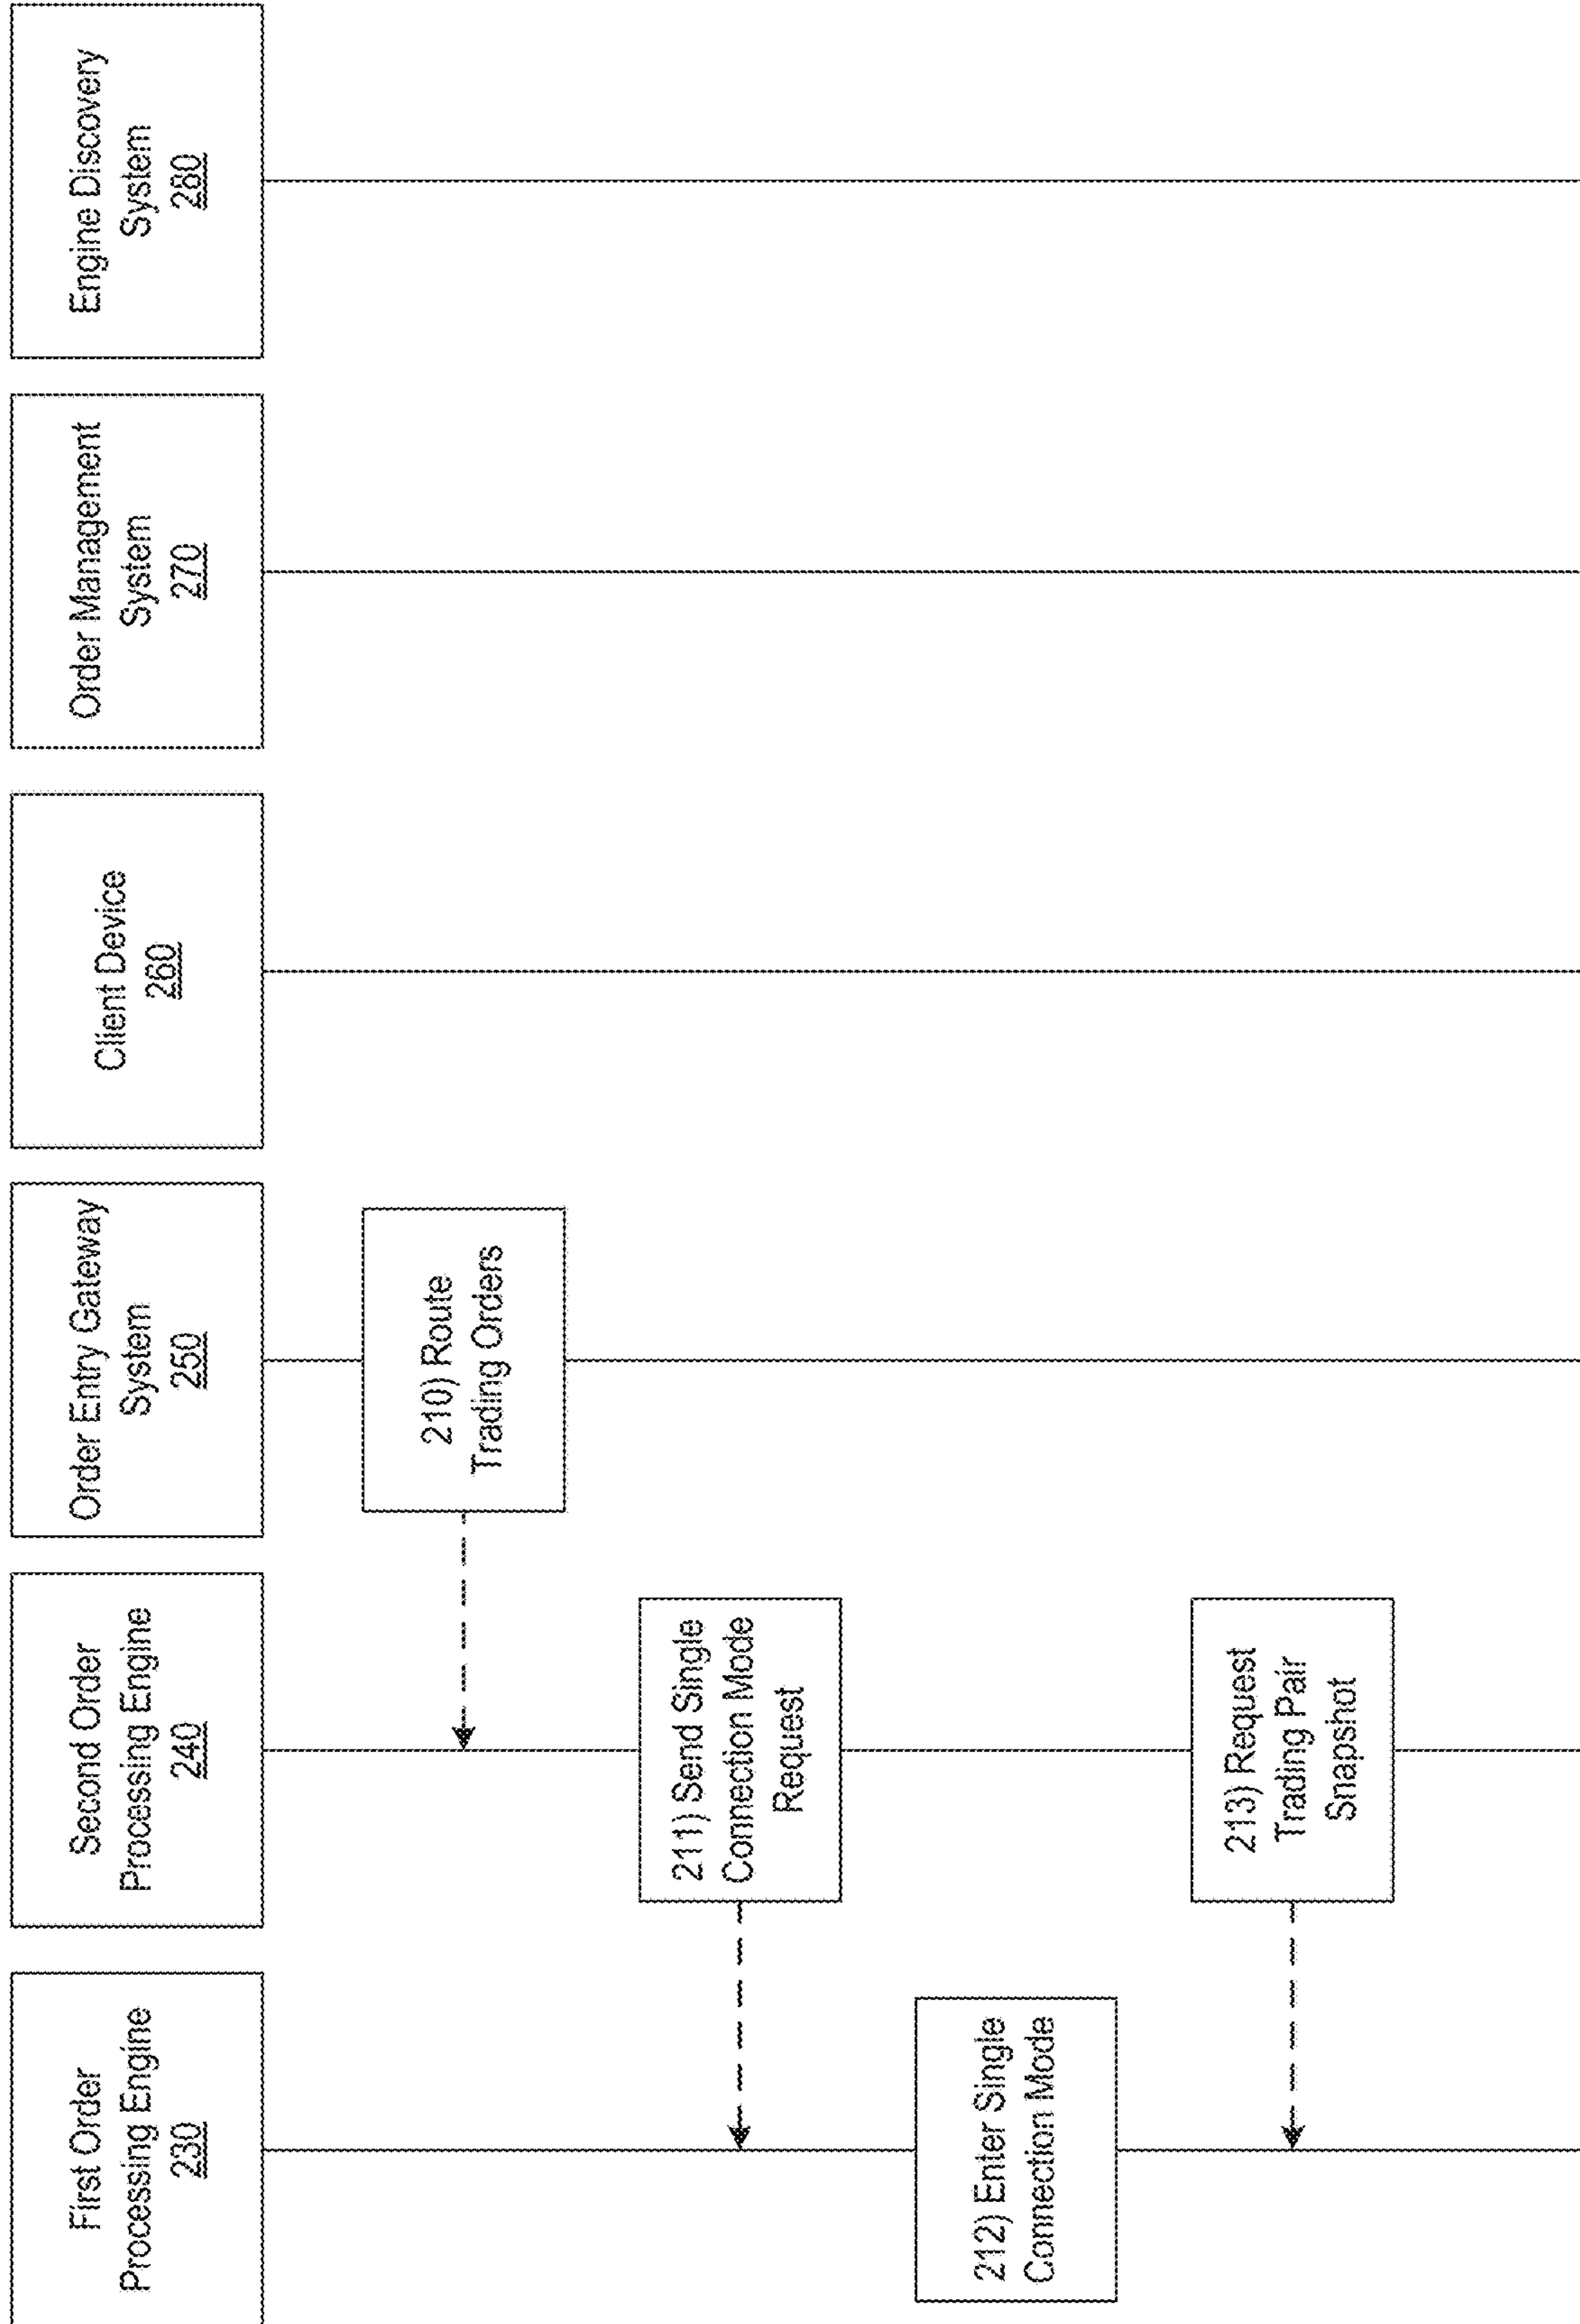 First Order
Processing Engine
230
Second Order
Processing Engine
240
Order Entry Gateway
System
250
Client Device
260
Order Management
System
270
Engine Discovery
System
280
210) Route
Trading Orders
211) Send Single
Connection Mode
Request
212) Enter Single
Connection Mode
213) Request
Trading Pair
Snapshot